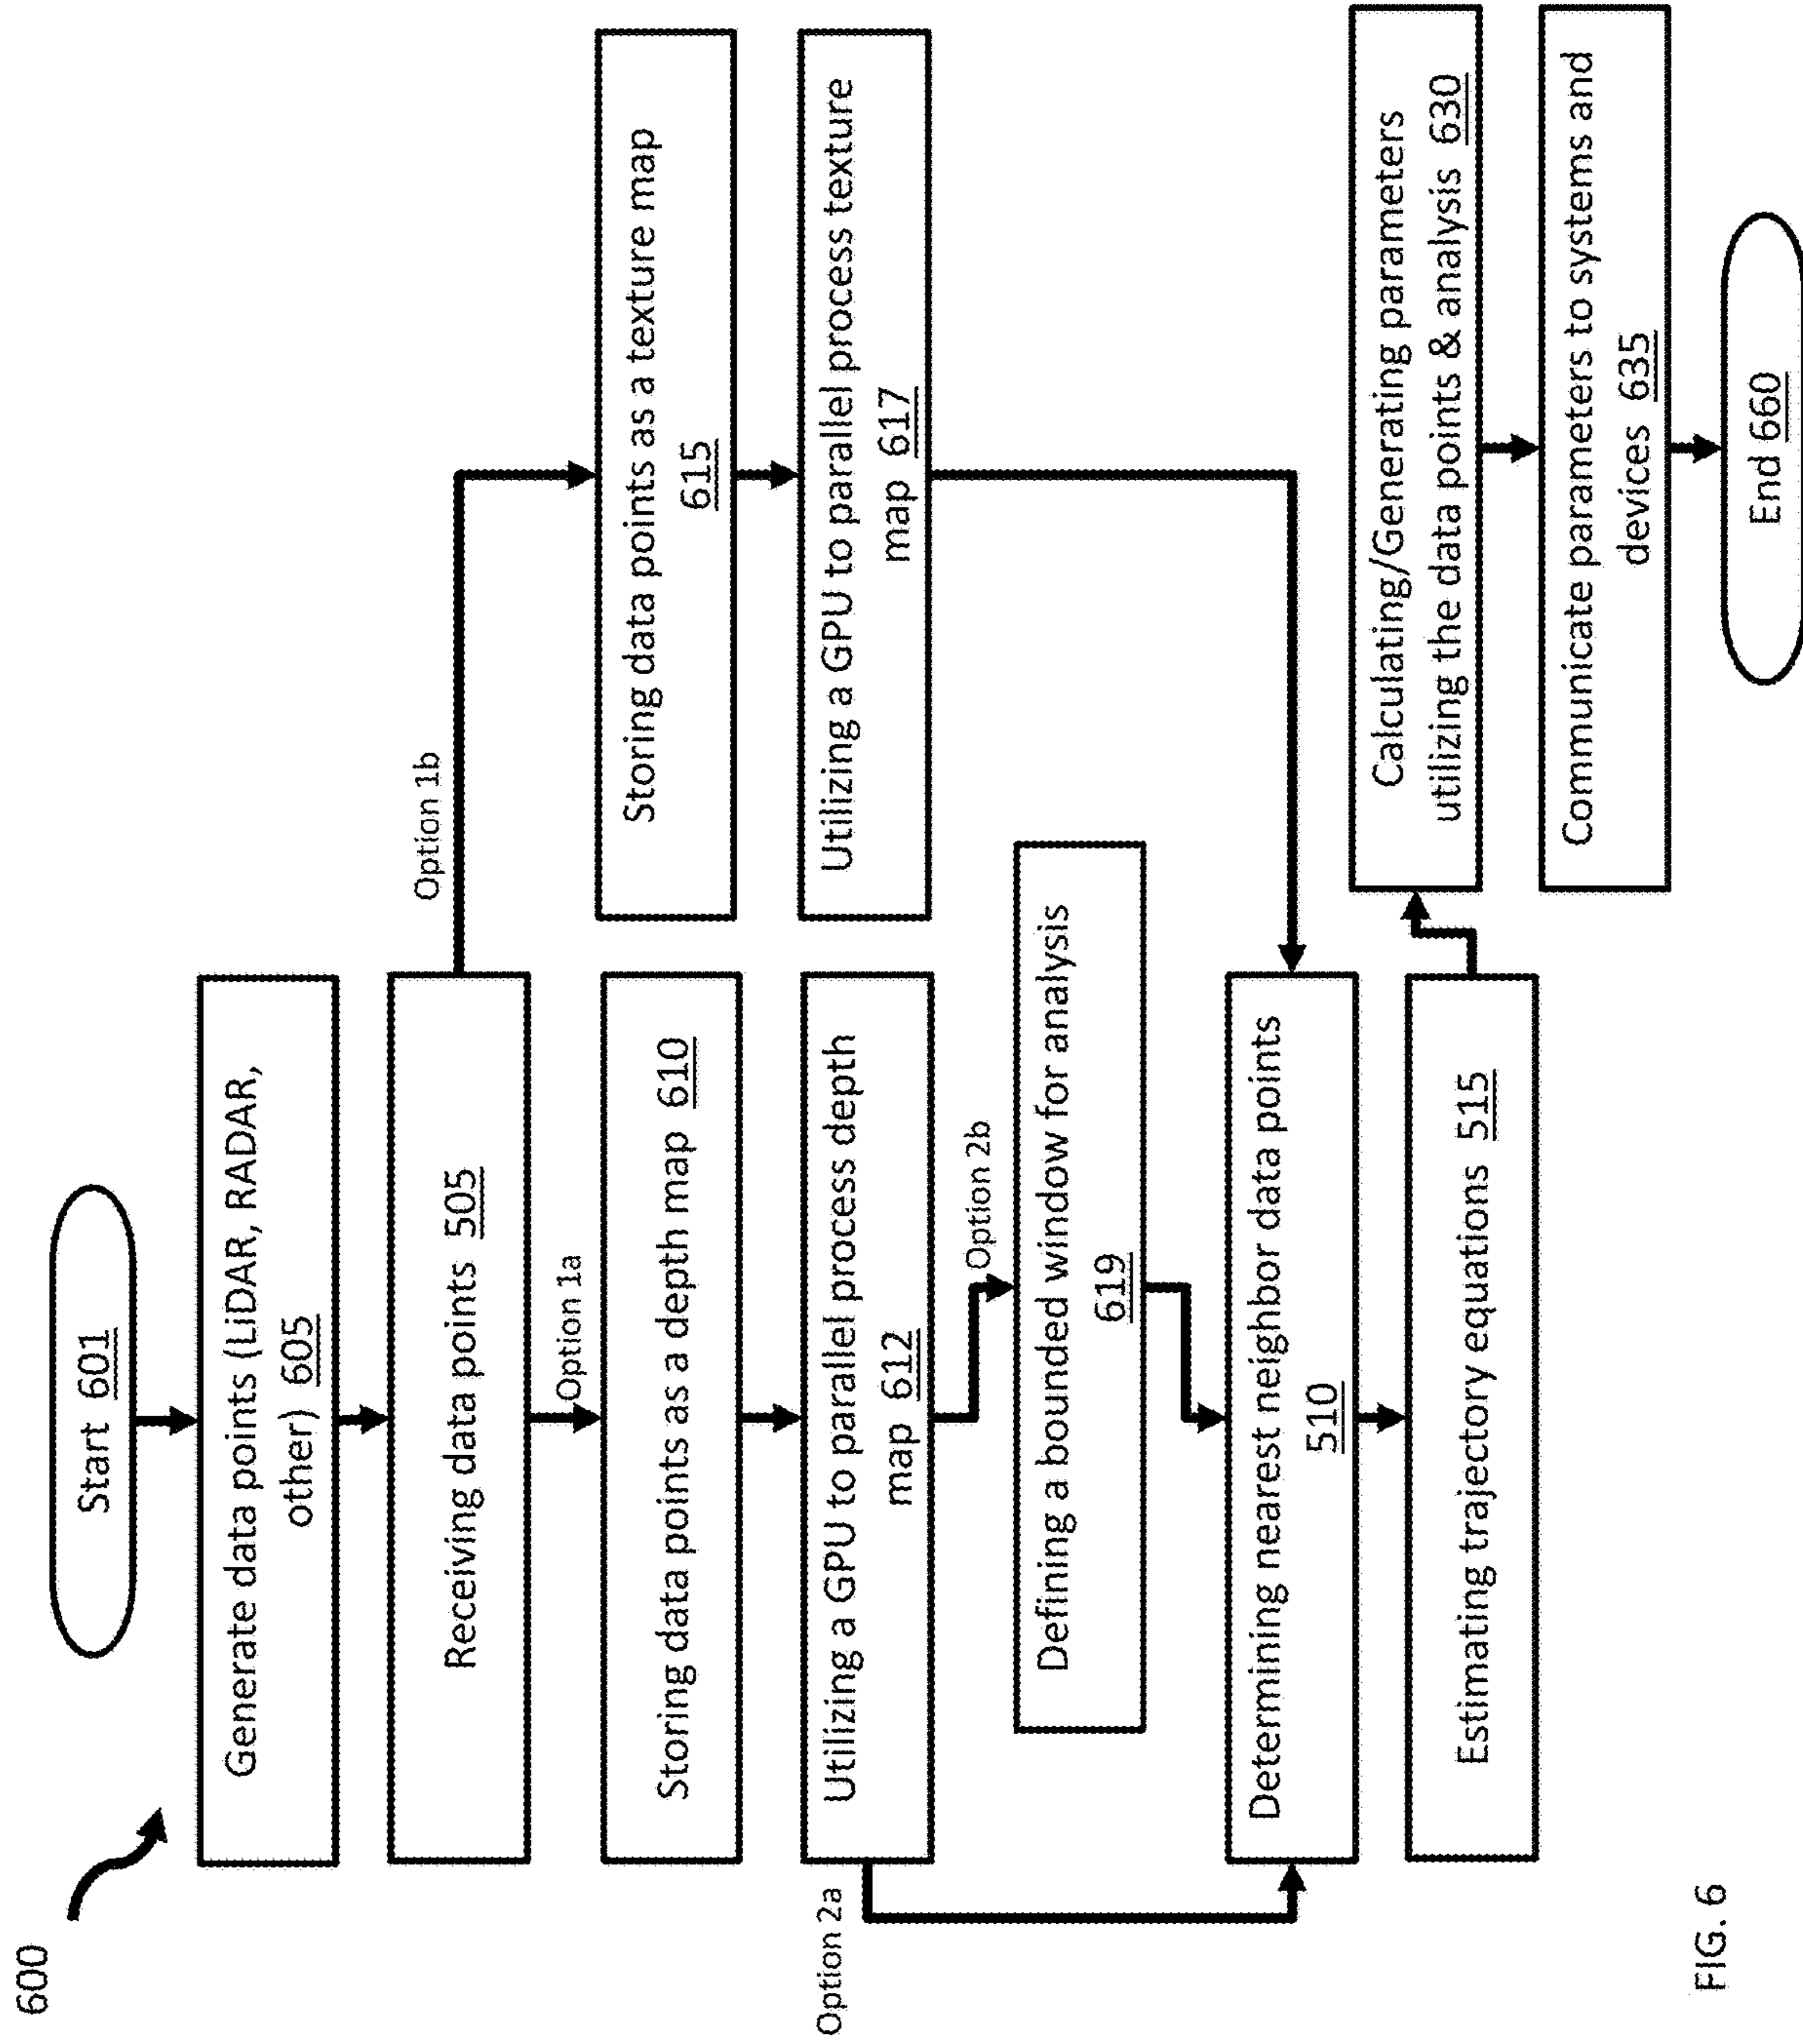 600
Start 601
Generate data points (LiDAR, RADAR,
other) 605
Receiving data points 505
Option 1a
Option 1b
Storing data points as a depth map 610
Storing data points as a texture map
615
Utilizing a GPU to parallel process depth
map 612
Utilizing a GPU to parallel process texture
map 617
Option 2a
Option 2b
Defining a bounded window for analysis
619
Determining nearest neighbor data points
510
Estimating trajectory equations 515
Calculating/Generating parameters
utilizing the data points & analysis 630
Communicate parameters to systems and
devices 635
End 660
FIG. 6